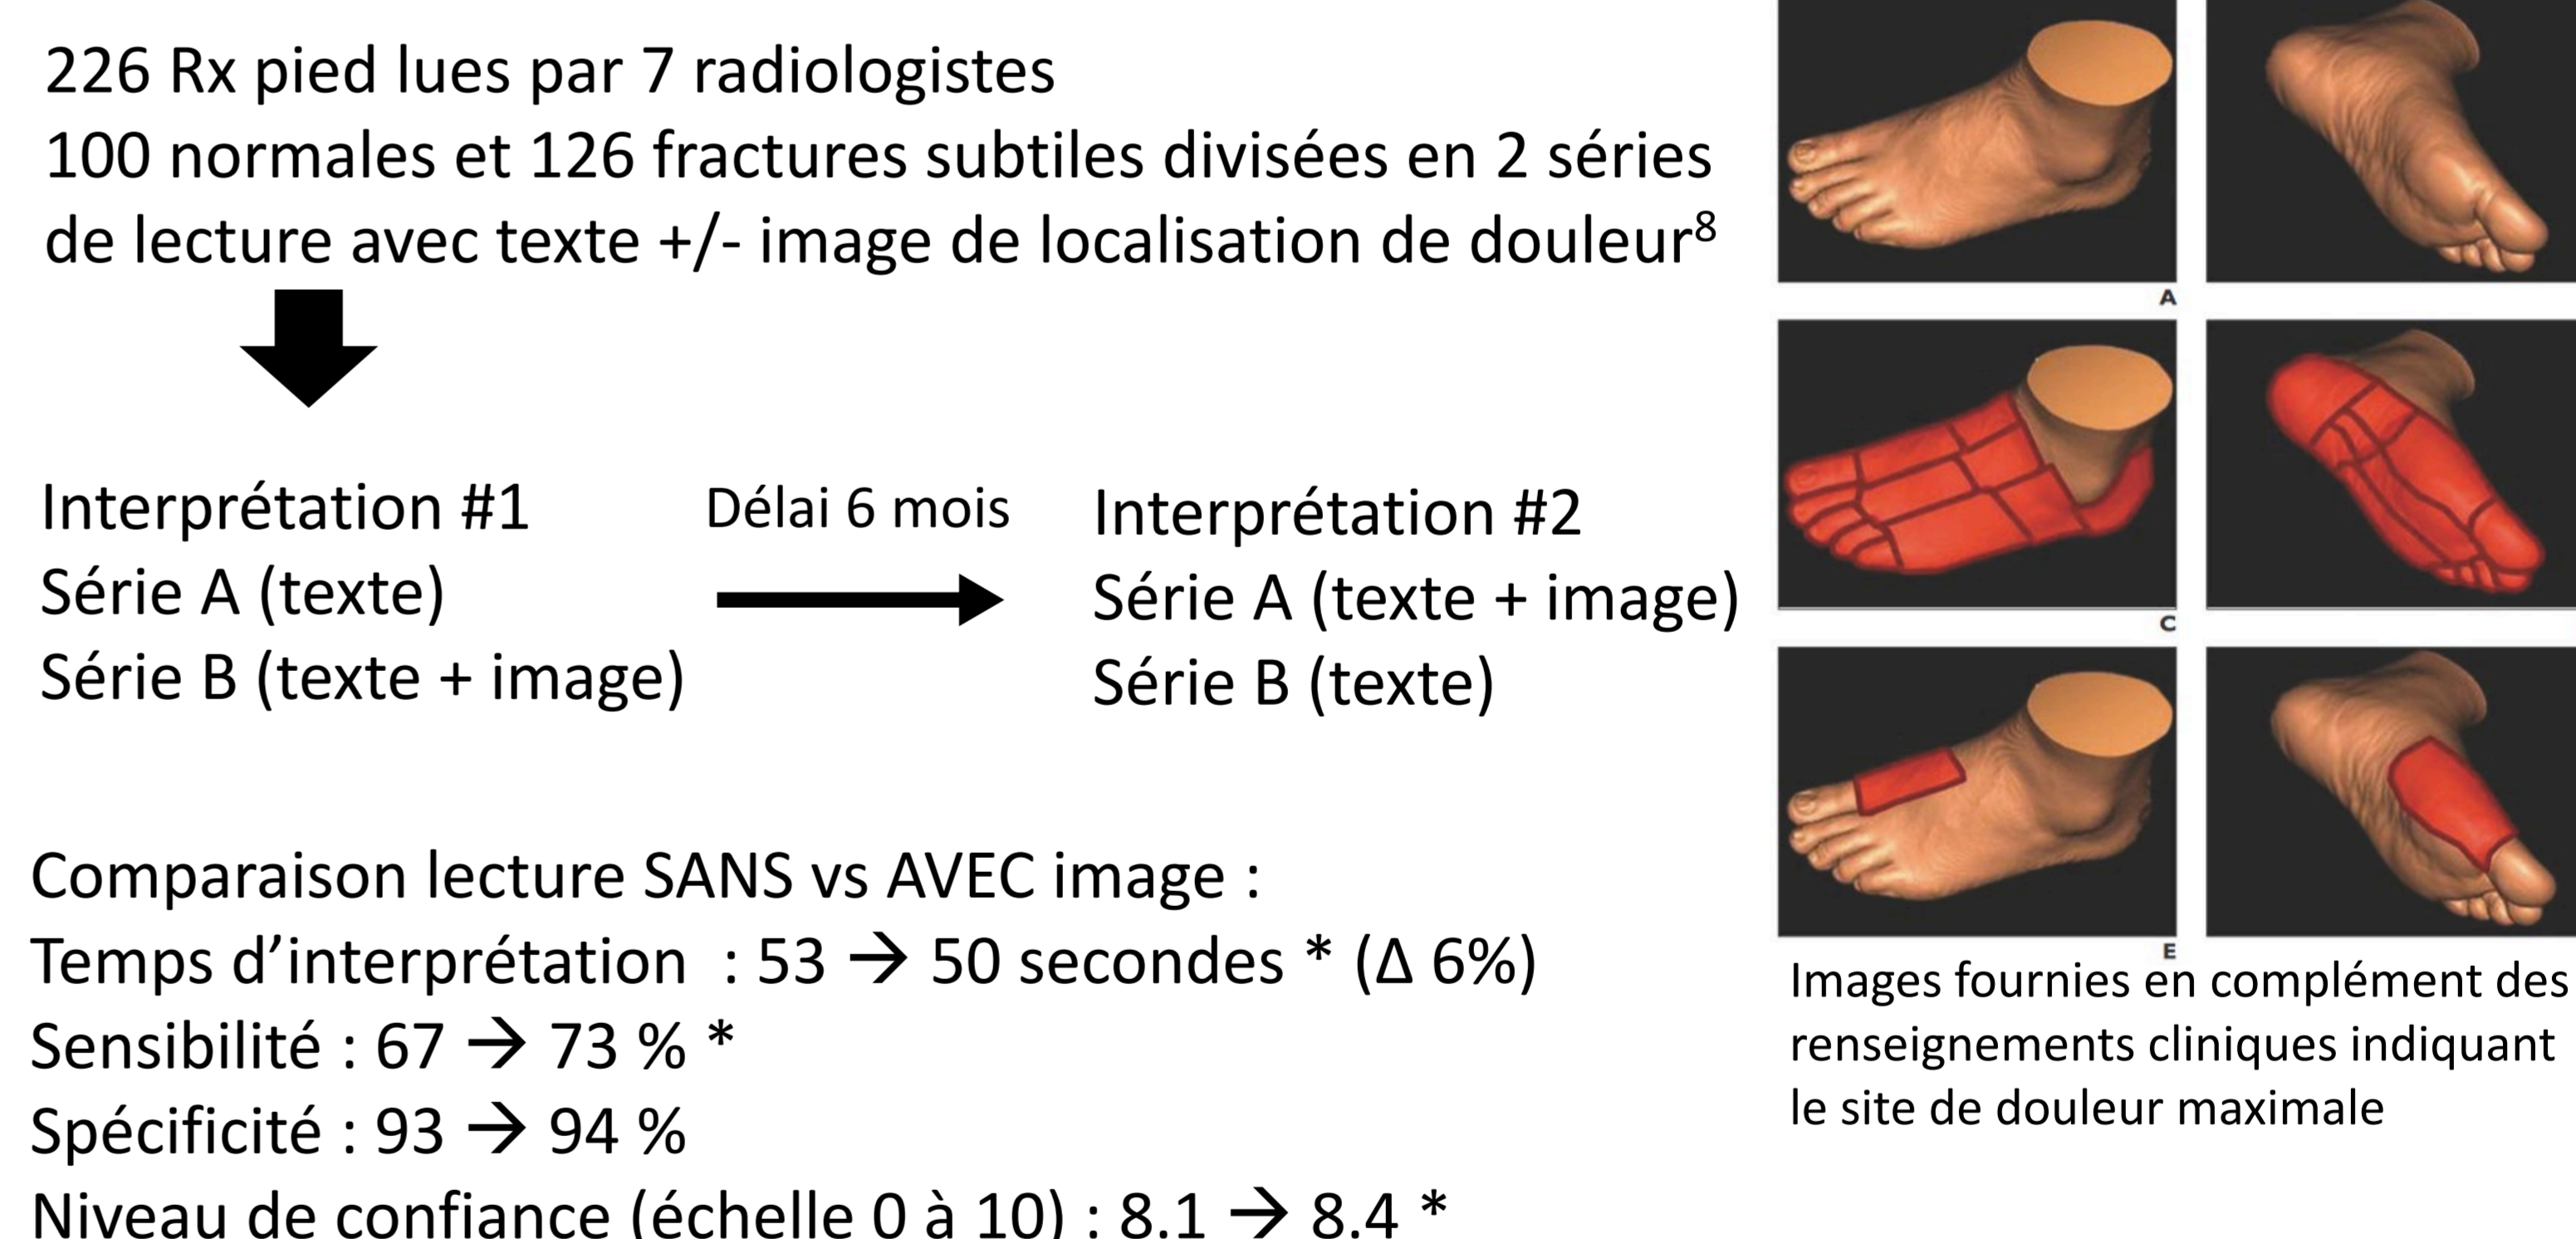 226 Rx pied lues par 7 radiologistes
100 normales et 126 fractures subtiles divisées en 2 séries
de lecture avec texte +/- image de localisation de douleur⁸
Interprétation #1
Série A (texte)
Série B (texte + image)
Délai 6 mois
Interprétation #2
Série A (texte + image)
Série B (texte)
Comparaison lecture SANS vs AVEC image :
Temps d’interprétation : 53 → 50 secondes * (Δ 6%)
Sensibilité : 67 → 73 % *
Spécificité : 93 → 94 %
Niveau de confiance (échelle 0 à 10) : 8.1 → 8.4 *
A
C
E
Images fournies en complément des
renseignements cliniques indiquant
le site de douleur maximale